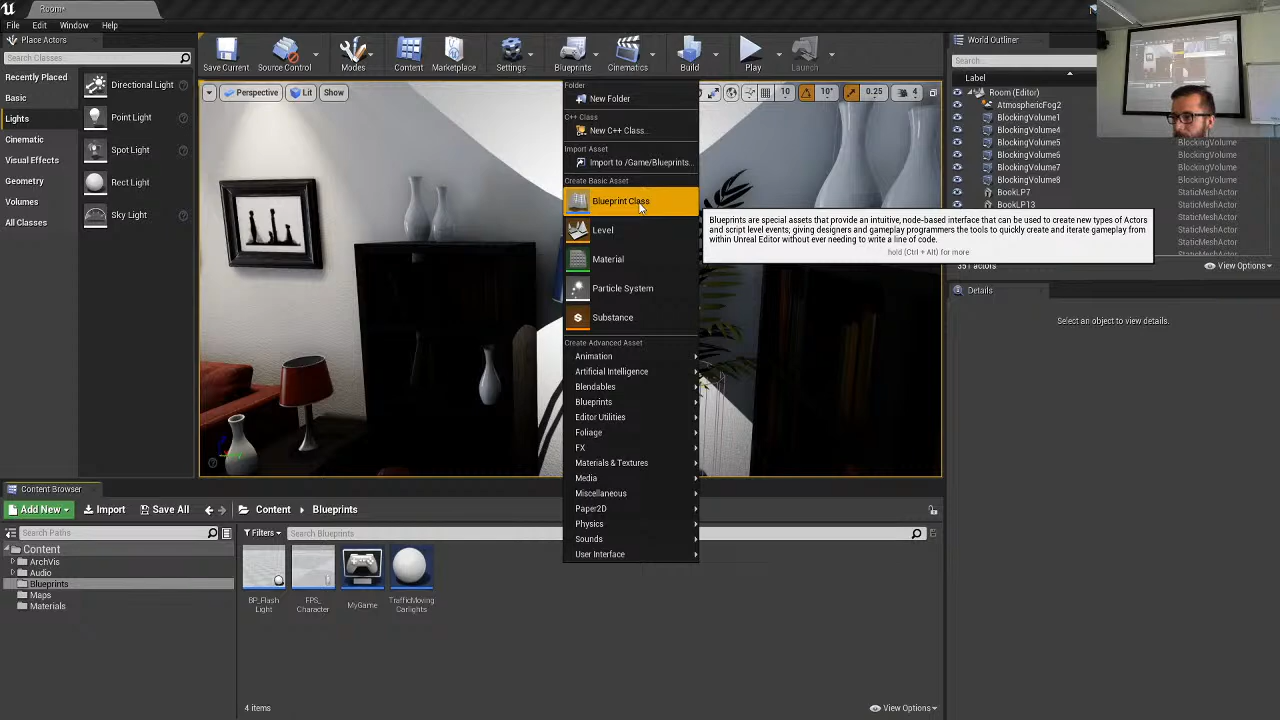 Room*
File Edit Window Help
Place Actors
Search Classes
Recently Placed
Basic
Lights
Cinematic
Visual Effects
Geometry
Volumes
All Classes
Directional Light
Point Light
Spot Light
Rect Light
Sky Light
Save Current
Source Control
Modes
Content
Marketplace
Settings
Blueprints
Cinematics
Build
Play
Launch
Perspective
Lit
Show
10
10°
0.25
4
Folder
New Folder
C++ Class
New C++ Class...
Import Asset
Import to /Game/Blueprints...
Create Basic Asset
Blueprint Class
Level
Material
Particle System
Substance
Create Advanced Asset
Animation
Artificial Intelligence
Blendables
Blueprints
Editor Utilities
Foliage
FX
Materials & Textures
Media
Miscellaneous
Paper2D
Physics
Sounds
User Interface
Blueprints are special assets that provide an intuitive, node-based interface that can be used to create new types of Actors
and script level events; giving designers and gameplay programmers the tools to quickly create and iterate gameplay from
within Unreal Editor without ever needing to write a line of code.
hold (Ctrl + Alt) for more
World Outliner
Search...
Label
Room (Editor)
AtmosphericFog2
BlockingVolume1
BlockingVolume4
BlockingVolume5 BlockingVolume
BlockingVolume6 BlockingVolume
BlockingVolume7 BlockingVolume
BlockingVolume8 BlockingVolume
BookLP7 StaticMeshActor
BookLP13 StaticMeshActor
StaticMeshActor
StaticMeshActor
StaticMeshActor
351 actors
View Options
Details
Select an object to view details.
Content Browser
Add New
Import
Save All
Content
Blueprints
Search Paths
Filters
Search Blueprints
Content
ArchVis
Audio
Blueprints
Maps
Materials
BP_Flash
Light
FPS_
Character
MyGame
TrafficMoving
Carlights
4 items
View Options